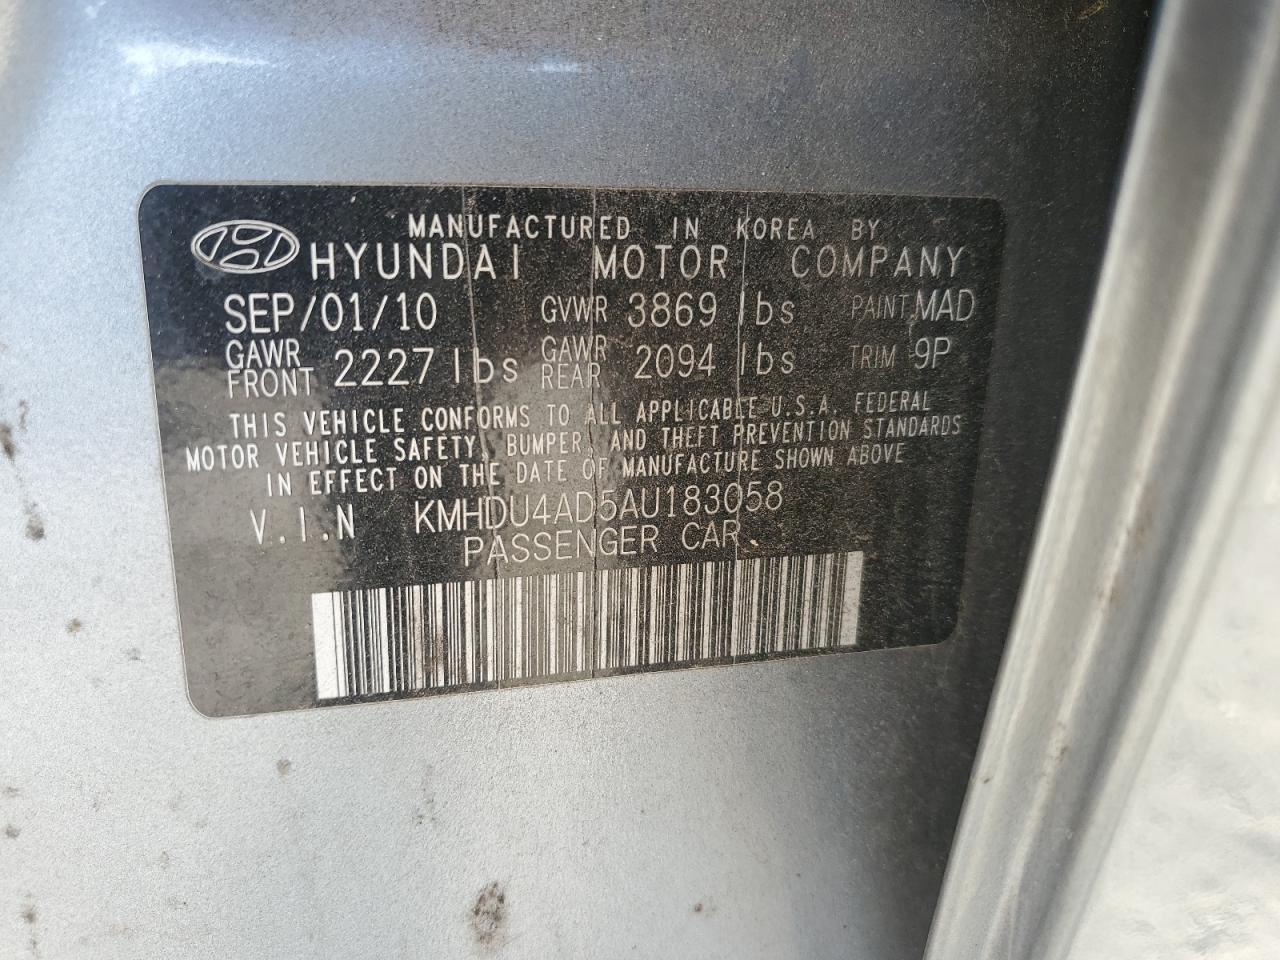 MANUFACTURED IN KOREA BY
HYUNDAI MOTOR COMPANY
SEP/01/10 GVWR 3869 lbs PAINT MAD
GAWR FRONT 2227 lbs GAWR REAR 2094 lbs TRIM 9P
THIS VEHICLE CONFORMS TO ALL APPLICABLE U.S.A. FEDERAL
MOTOR VEHICLE SAFETY, BUMPER, AND THEFT PREVENTION STANDARDS
IN EFFECT ON THE DATE OF MANUFACTURE SHOWN ABOVE
V.I.N KMHDU4AD5AU183058
PASSENGER CAR